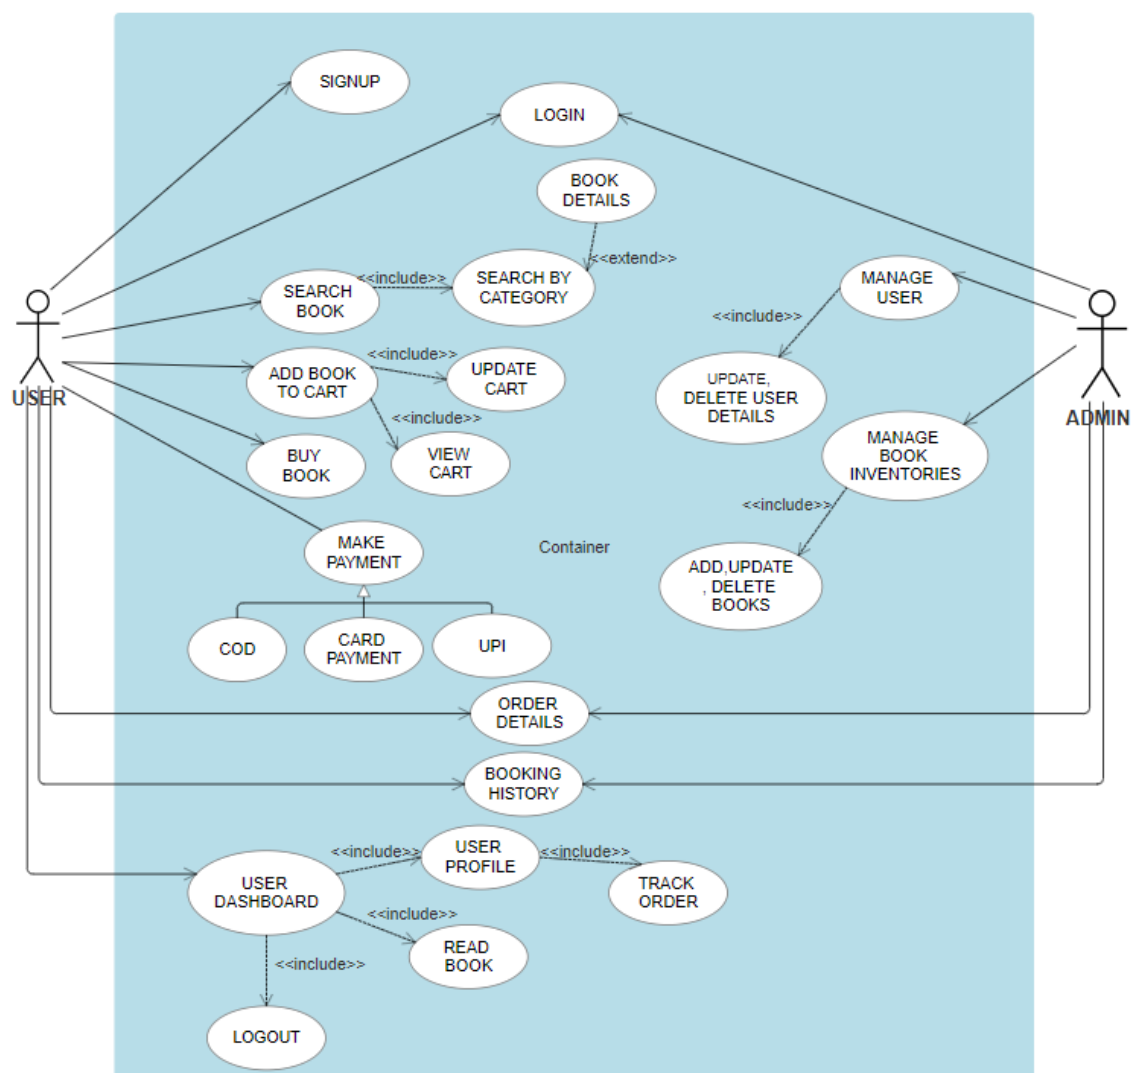 SIGNUP
LOGIN
BOOK
DETAILS
<<extend>>
<<include>>
SEARCH
BOOK
SEARCH BY
CATEGORY
MANAGE
USER
<<include>>
USER
ADMIN
ADD BOOK
TO CART
<<include>>
UPDATE
CART
<<include>>
VIEW
CART
UPDATE,
DELETE USER
DETAILS
BUY
BOOK
MANAGE
BOOK
INVENTORIES
<<include>>
MAKE
PAYMENT
Container
ADD,UPDATE
, DELETE
BOOKS
COD
CARD
PAYMENT
UPI
ORDER
DETAILS
BOOKING
HISTORY
USER
DASHBOARD
<<include>>
USER
PROFILE
<<include>>
TRACK
ORDER
<<include>>
READ
BOOK
<<include>>
LOGOUT